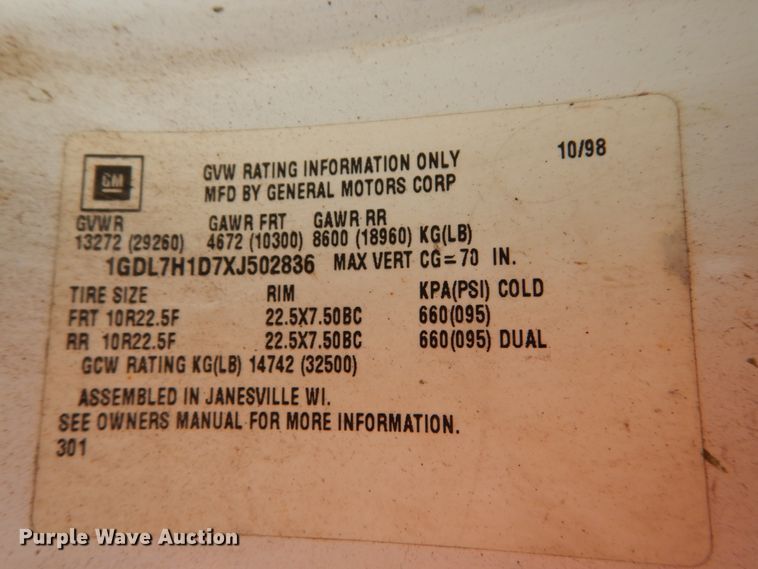 GM
GVW RATING INFORMATION ONLY 10/98
MFD BY GENERAL MOTORS CORP
GVWR GAWR FRT GAWR RR
13272 (29260) 4672 (10300) 8600 (18960) KG(LB)
1GDL7H1D7XJ502836 MAX VERT CG=70 IN.
TIRE SIZE RIM KPA(PSI) COLD
FRT 10R22.5F 22.5X7.50BC 660(095)
RR 10R22.5F 22.5X7.50BC 660(095) DUAL
GCW RATING KG(LB) 14742 (32500)
ASSEMBLED IN JANESVILLE WI.
SEE OWNERS MANUAL FOR MORE INFORMATION.
301
Purple Wave Auction